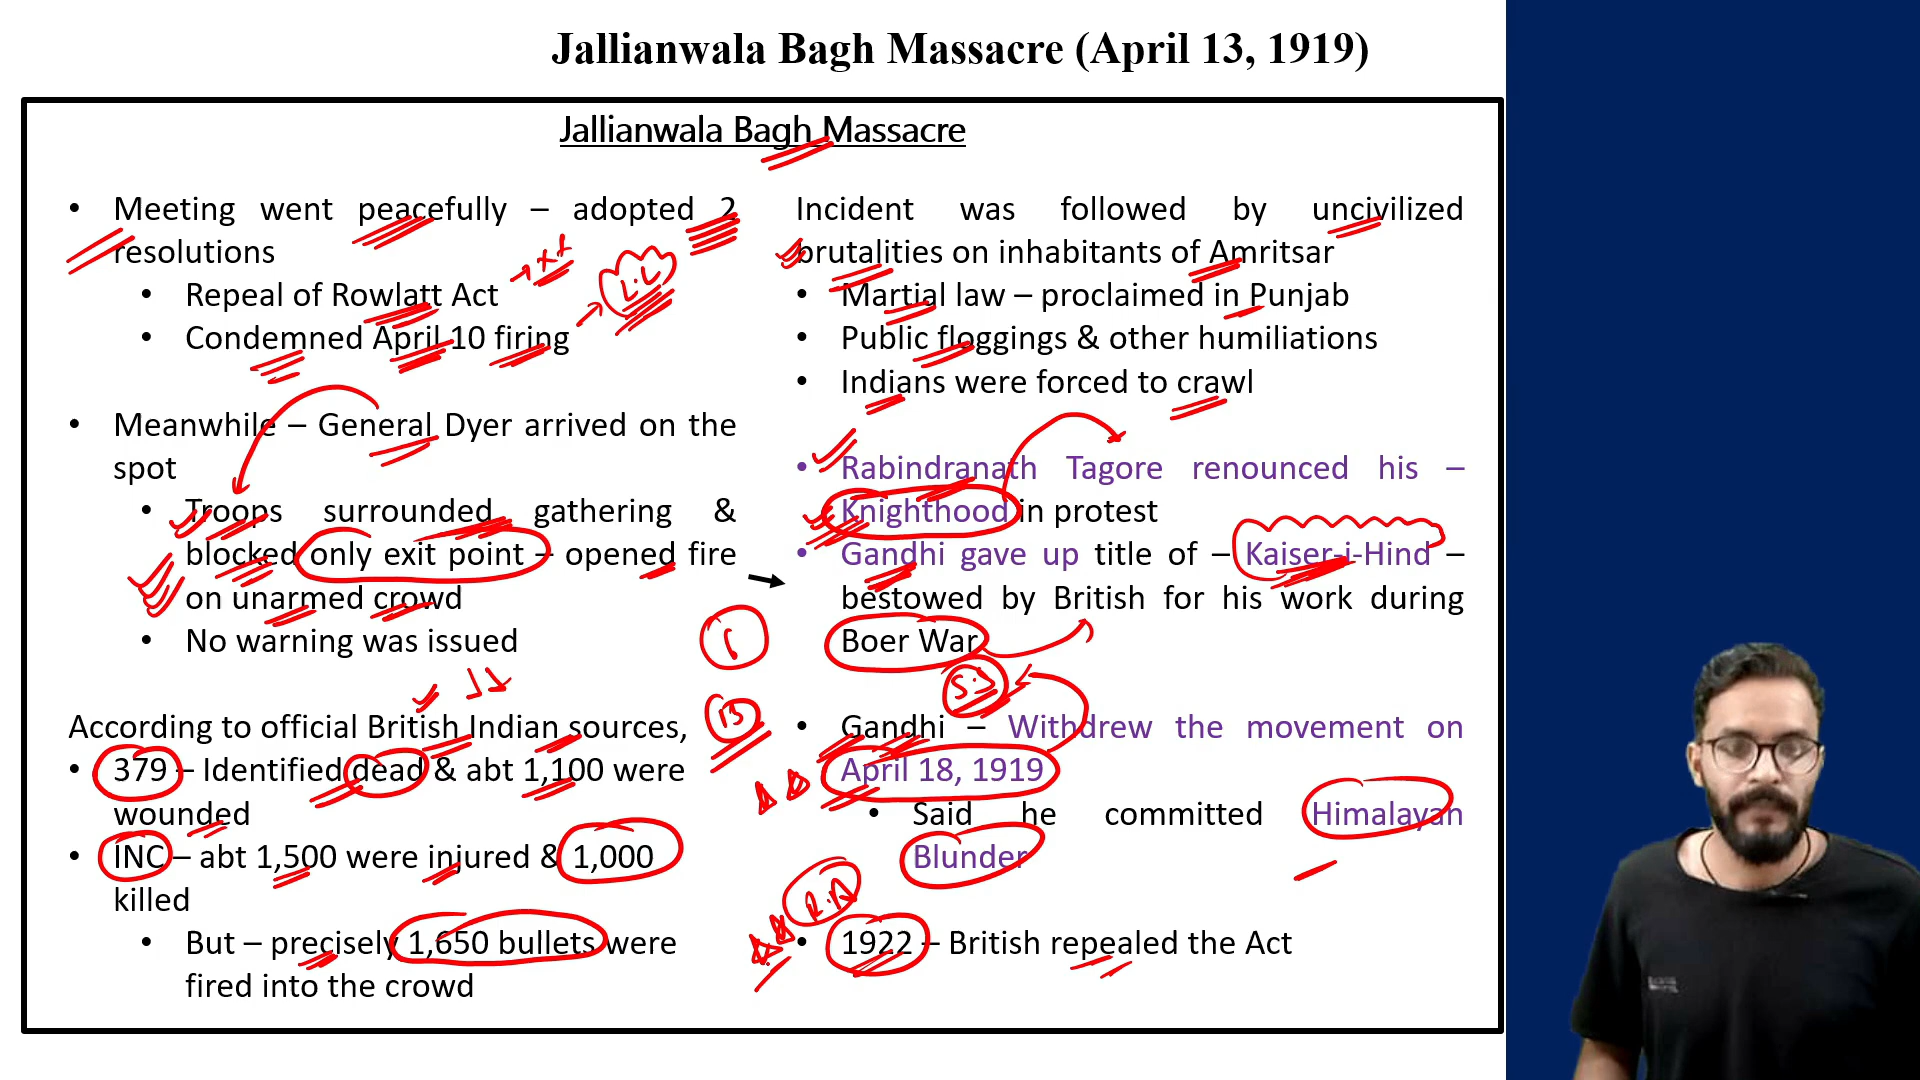 Jallianwala Bagh Massacre (April 13, 1919)
Jallianwala Bagh Massacre
• Meeting went peacefully – adopted 2
resolutions
• Repeal of Rowlatt Act
• Condemned April 10 firing
L.L
• Meanwhile – General Dyer arrived on the
spot
• Troops surrounded gathering &
blocked only exit point – opened fire
on unarmed crowd
• No warning was issued
According to official British Indian sources,
• 379 – Identified dead & abt 1,100 were
wounded
• INC – abt 1,500 were injured & 1,000
killed
• But – precisely 1,650 bullets were
fired into the crowd
Incident was followed by uncivilized
brutalities on inhabitants of Amritsar
• Martial law – proclaimed in Punjab
• Public floggings & other humiliations
• Indians were forced to crawl
• Rabindranath Tagore renounced his –
Knighthood in protest
• Gandhi gave up title of – Kaiser-i-Hind –
bestowed by British for his work during
Boer War
13
• Gandhi – Withdrew the movement on
April 18, 1919
• Said he committed Himalayan
Blunder
R.A
• 1922 – British repealed the Act